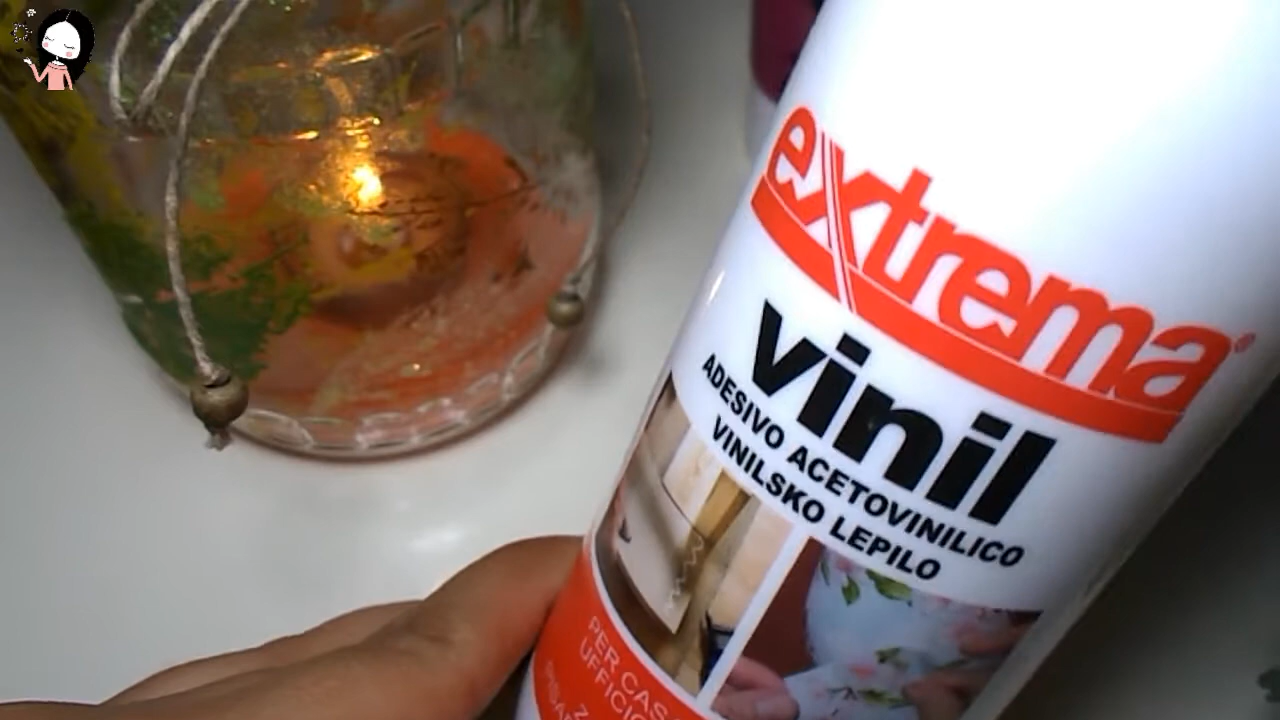 extrema®
vinil
ADESIVO ACETOVINILICO
VINILSKO LEPILO
PER CASA
UFFICIO